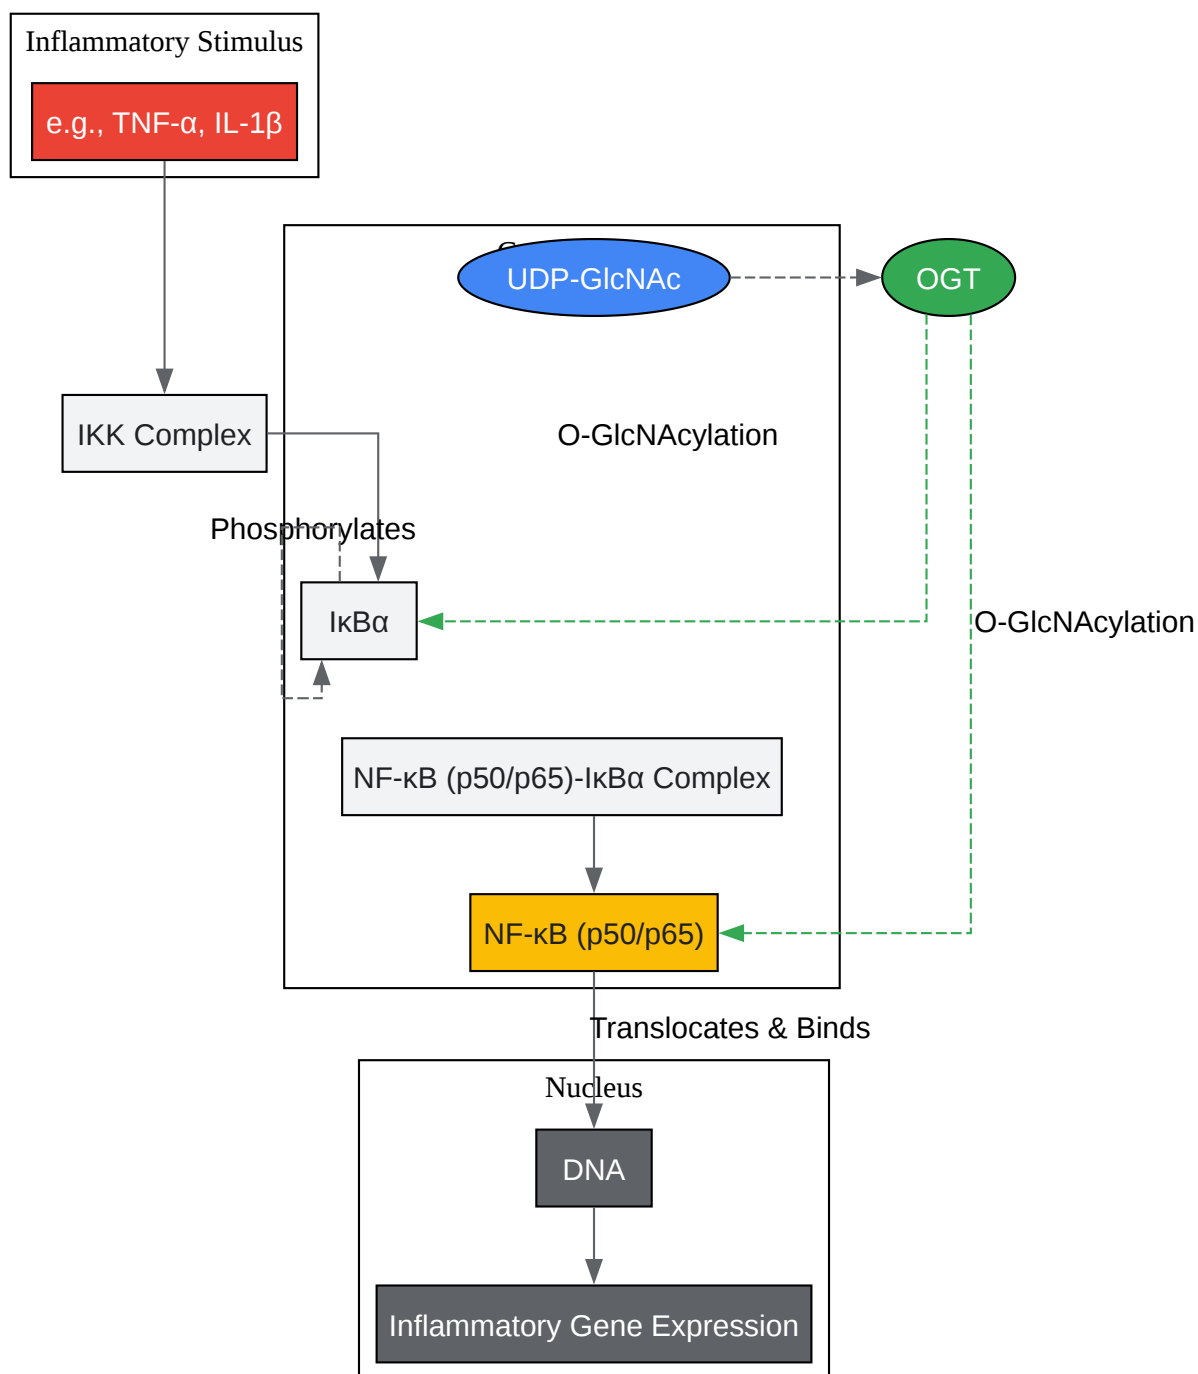 Inflammatory Stimulus
e.g., TNF-α, IL-1β
UDP-GlcNAc
OGT
IKK Complex
O-GlcNAcylation
Phosphorylates
IκBα
O-GlcNAcylation
NF-κB (p50/p65)-IκBα Complex
NF-κB (p50/p65)
Translocates & Binds
Nucleus
DNA
Inflammatory Gene Expression